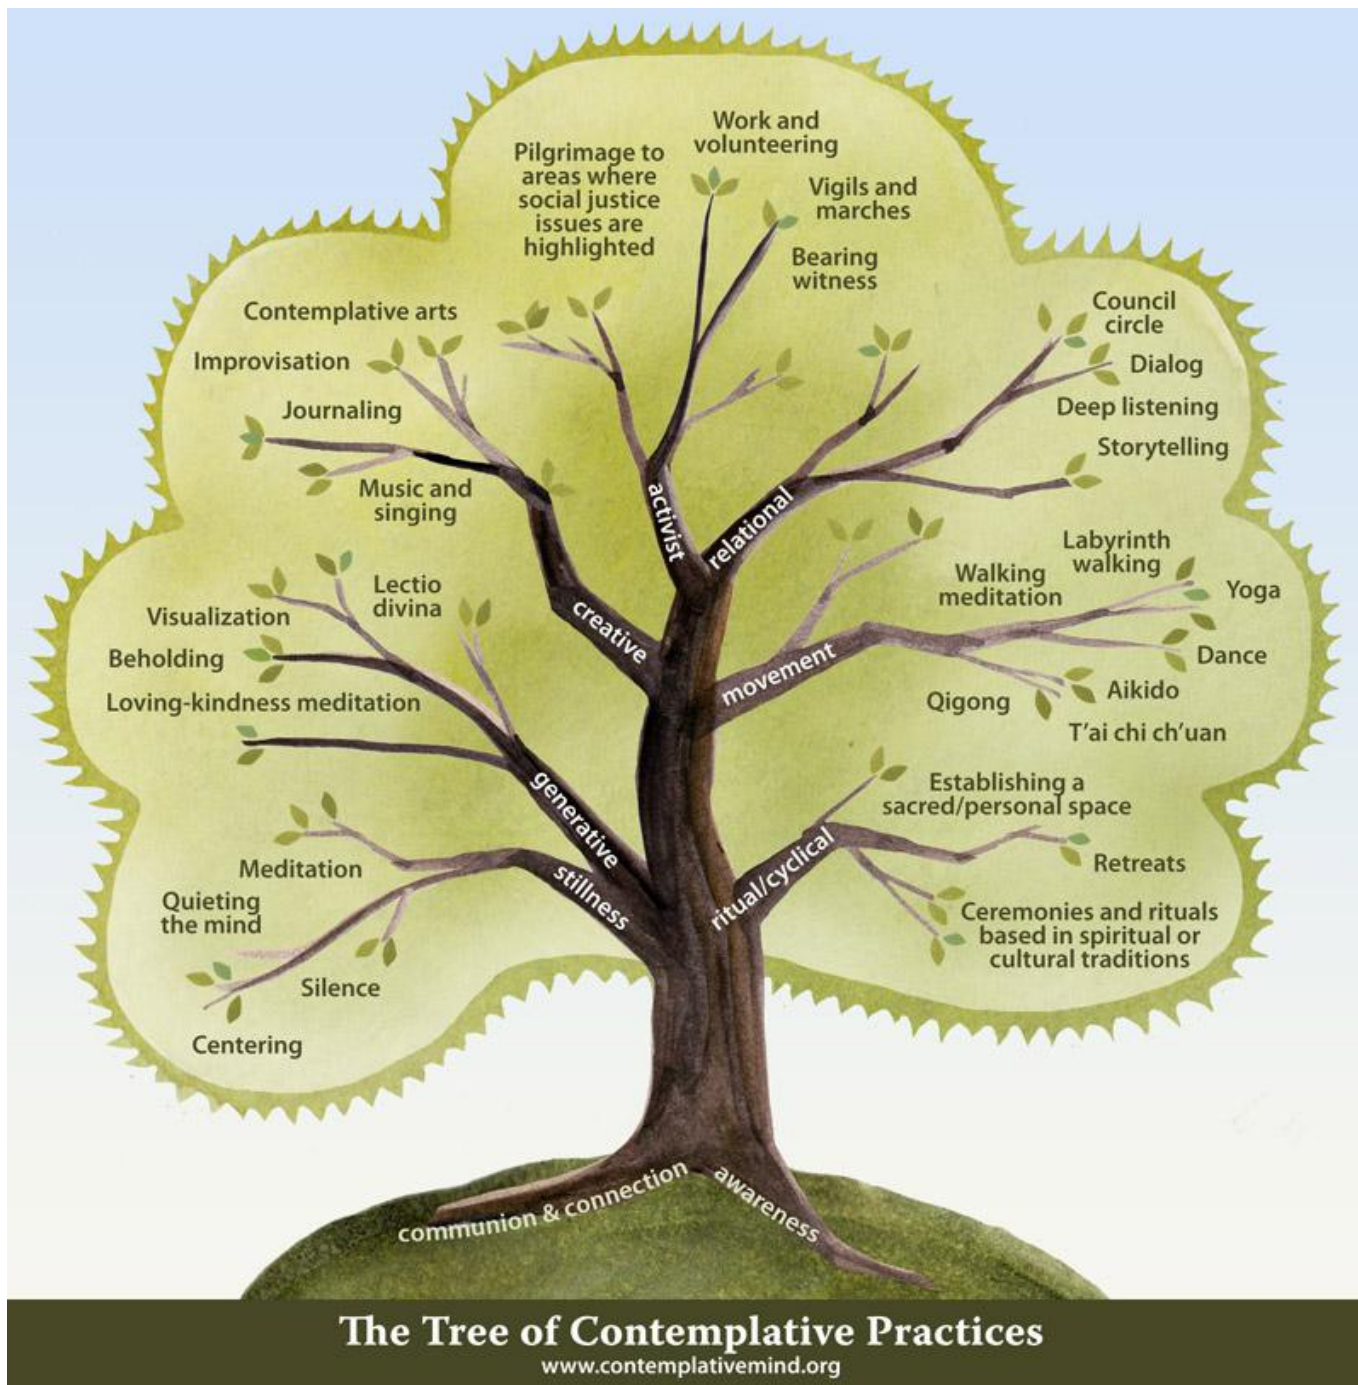 Work and
volunteering
Pilgrimage to
areas where
social justice
issues are
highlighted
Vigils and
marches
Bearing
witness
Contemplative arts
Improvisation
Journaling
Music and
singing
Council
circle
Dialog
Deep listening
Storytelling
activist
relational
creative
movement
Labyrinth
walking
Walking
meditation
Yoga
Dance
Aikido
Qigong
T'ai chi ch'uan
Lectio
divina
Visualization
Beholding
Loving-kindness meditation
generative
stillness
ritual/cyclical
Establishing a
sacred/personal space
Retreats
Ceremonies and rituals
based in spiritual or
cultural traditions
Meditation
Quieting
the mind
Silence
Centering
communion & connection
awareness
The Tree of Contemplative Practices
www.contemplativemind.org